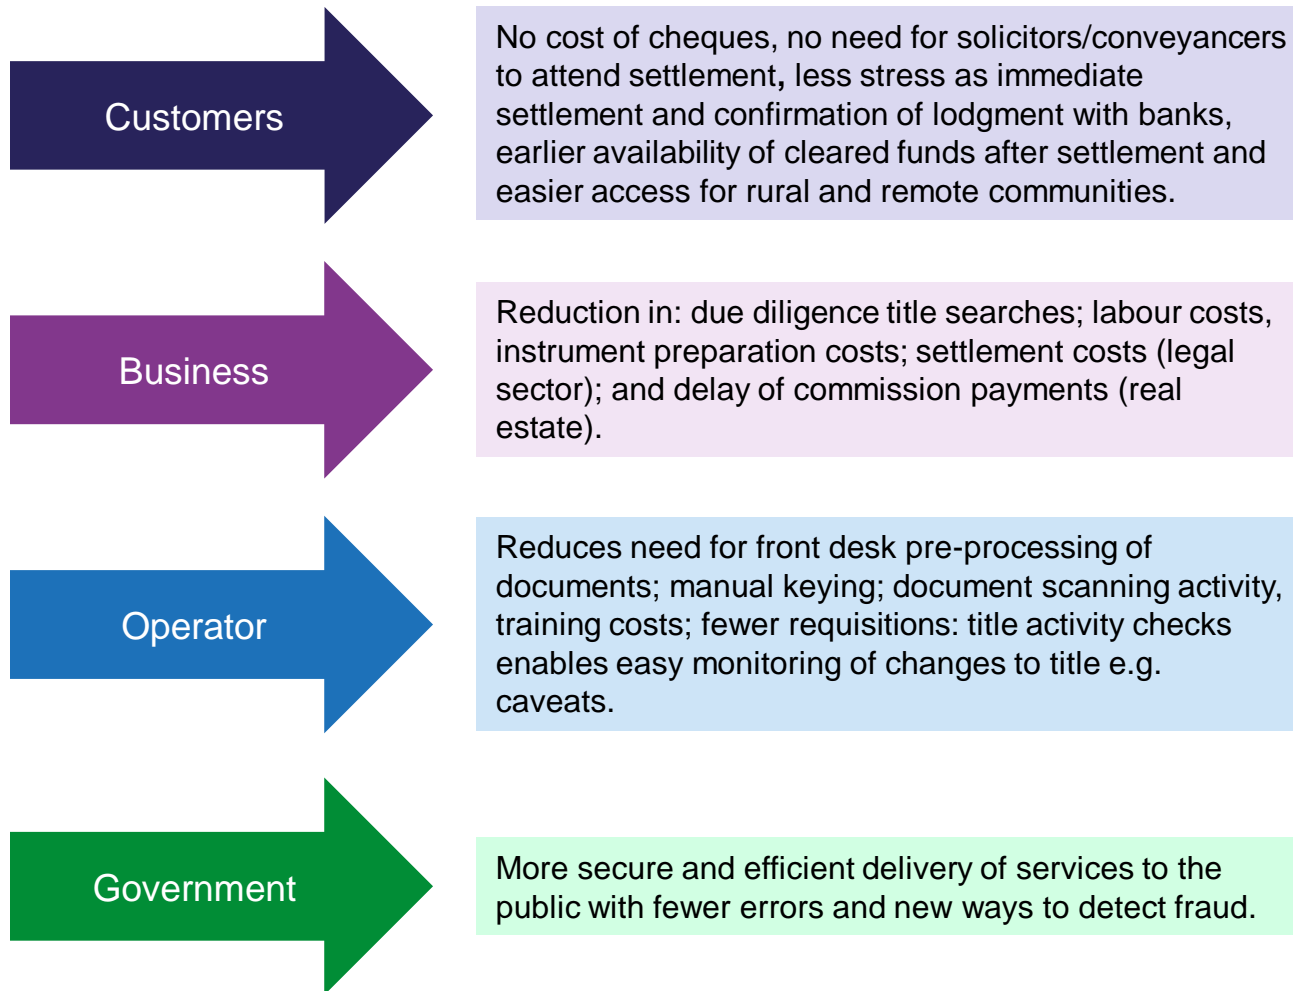 Customers
No cost of cheques, no need for solicitors/conveyancers
to attend settlement, less stress as immediate
settlement and confirmation of lodgment with banks,
earlier availability of cleared funds after settlement and
easier access for rural and remote communities.
Business
Reduction in: due diligence title searches; labour costs,
instrument preparation costs; settlement costs (legal
sector); and delay of commission payments (real
estate).
Operator
Reduces need for front desk pre-processing of
documents; manual keying; document scanning activity,
training costs; fewer requisitions: title activity checks
enables easy monitoring of changes to title e.g.
caveats.
Government
More secure and efficient delivery of services to the
public with fewer errors and new ways to detect fraud.